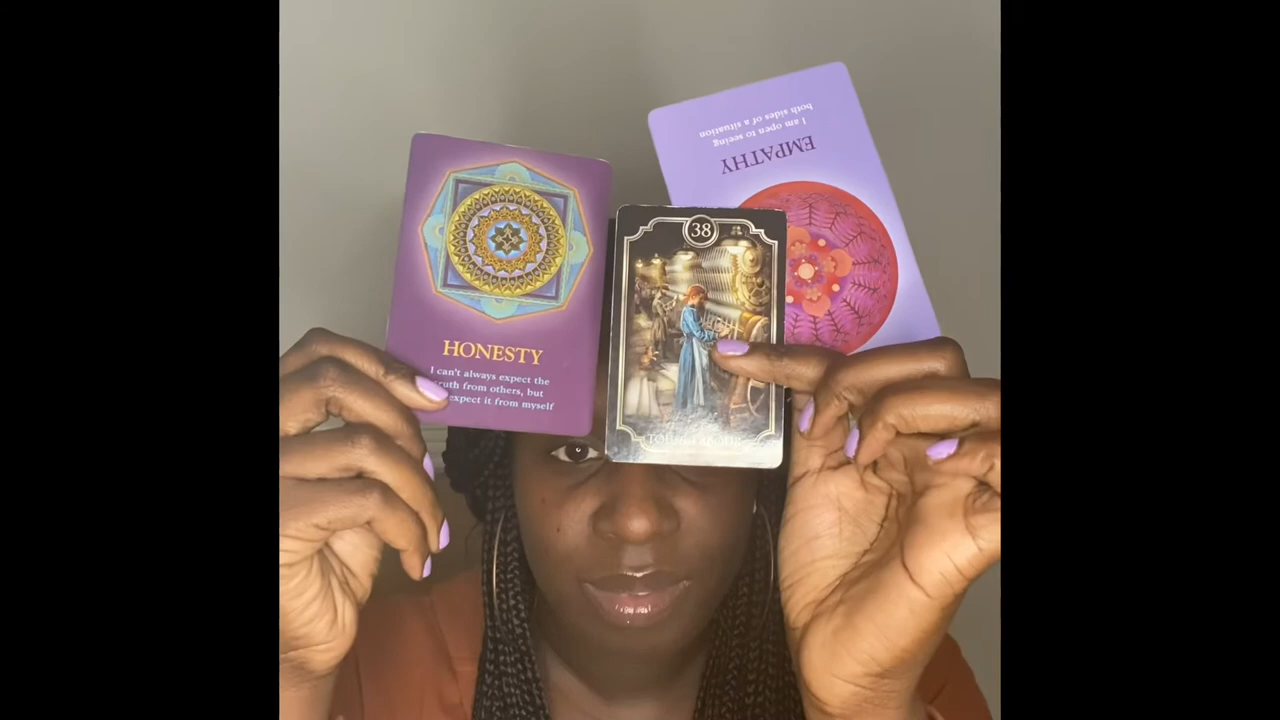 HONESTY
I can't always expect the
truth from others, but
expect it from myself
38
EMPATHY
I am open to seeing
both sides of a situation